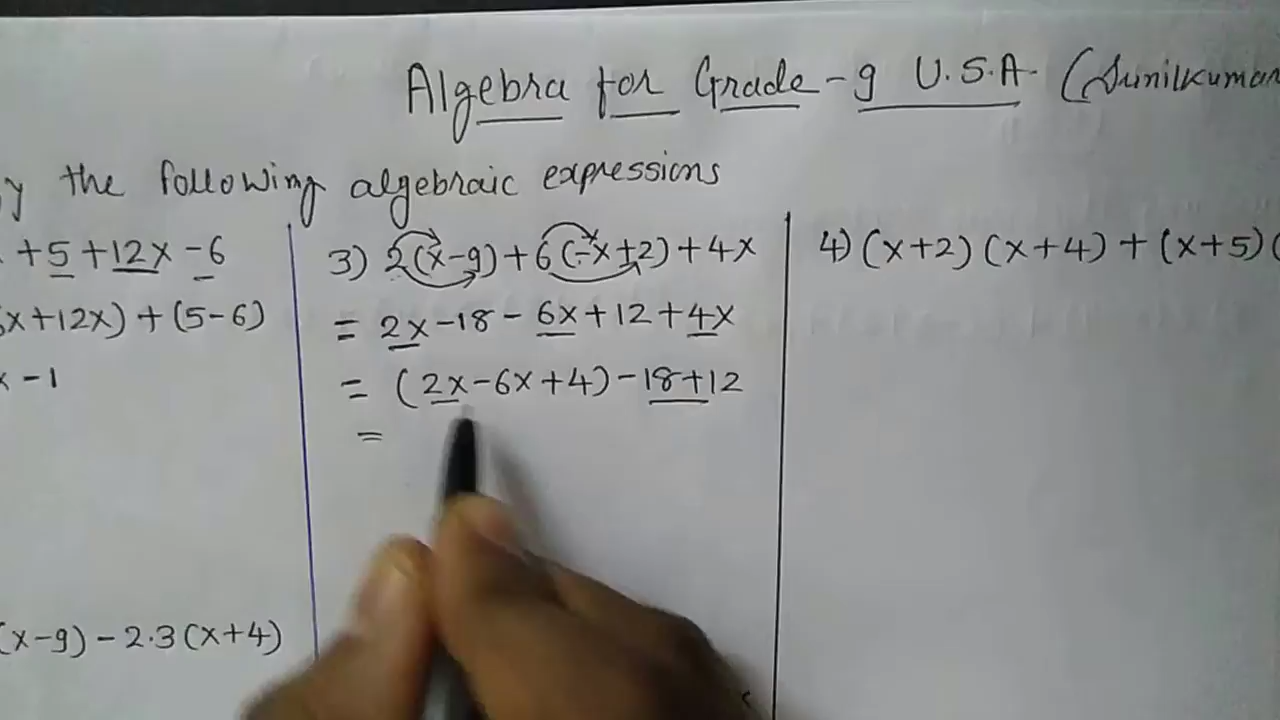 Algebra for Grade-9 U.S.A. (Sunilkumar
the following algebraic expressions
+5+12x-6
x+12x)+(5-6)
-1
(x-9)-2.3(x+4)
3) 2(x-9)+6(-x+2)+4x
= 2x-18-6x+12+4x
= (2x-6x+4)-18+12
=
4) (x+2)(x+4)+(x+5)(